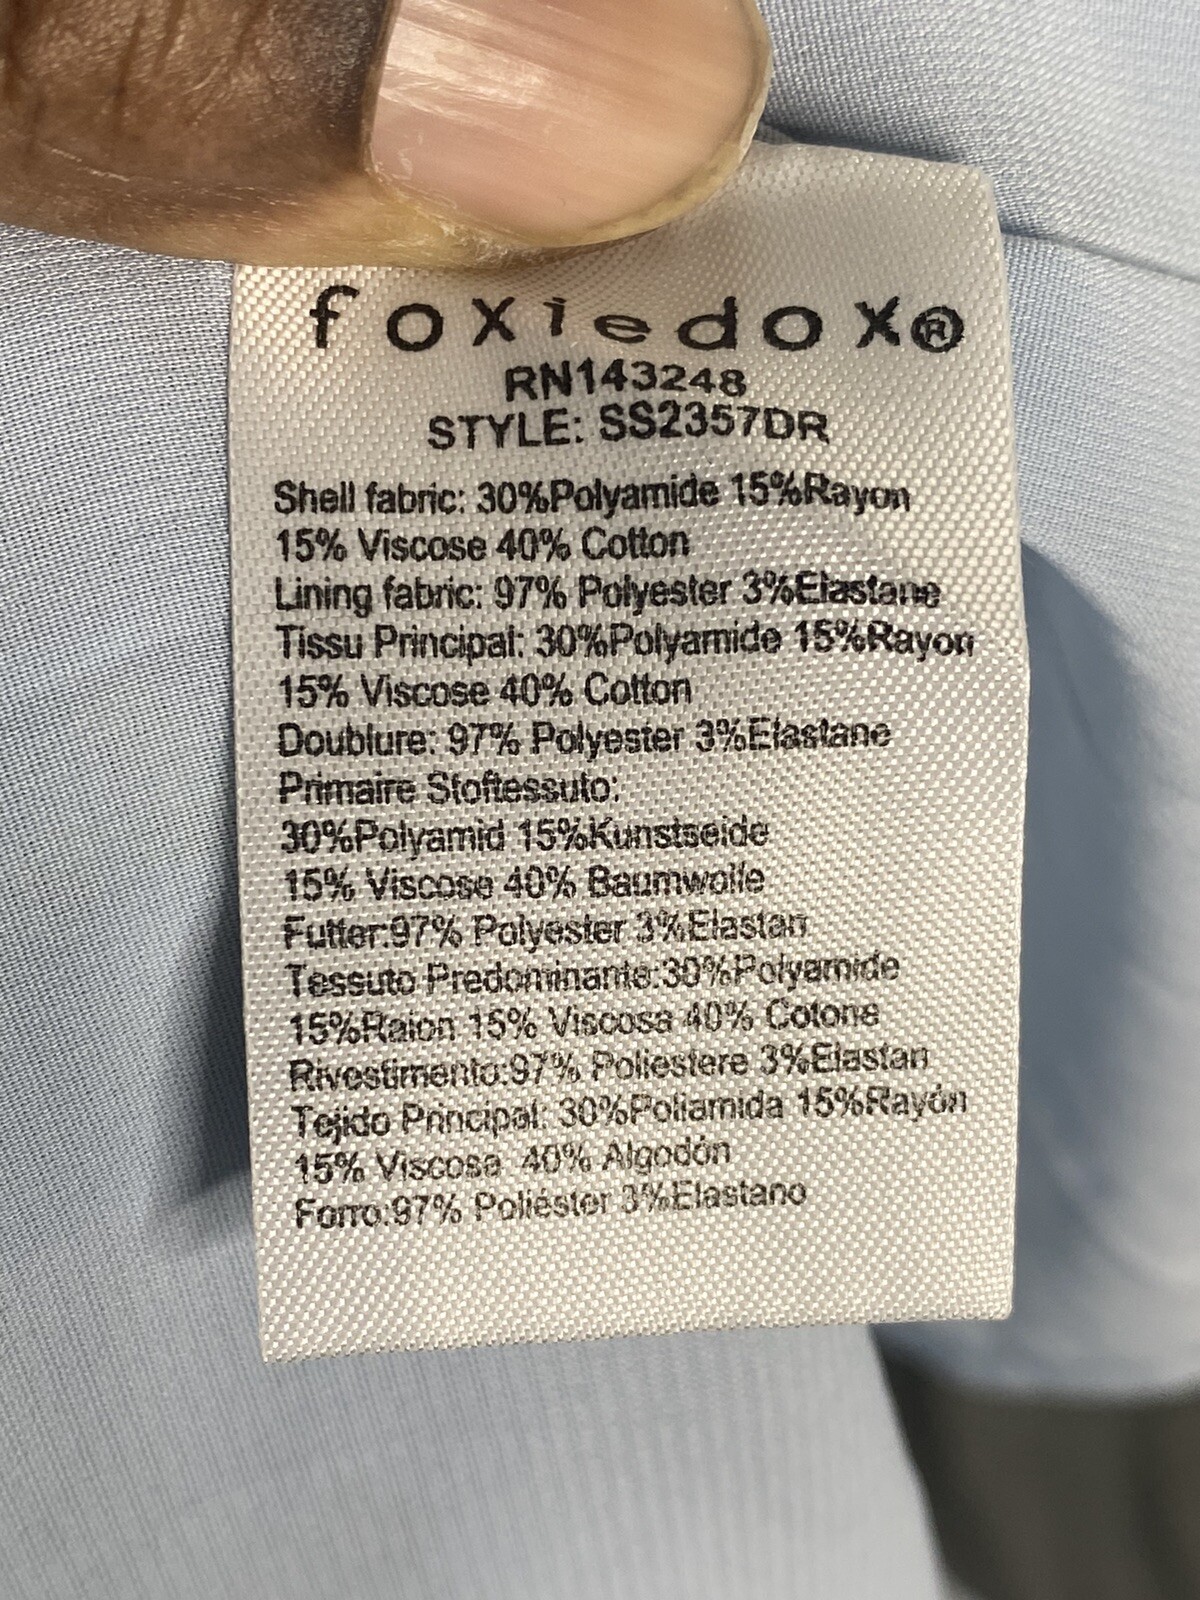 foxiedox®
RN143248
STYLE: SS2357DR
Shell fabric: 30%Polyamide 15%Rayon
15% Viscose 40% Cotton
Lining fabric: 97% Polyester 3%Elastane
Tissu Principal: 30%Polyamide 15%Rayon
15% Viscose 40% Cotton
Doublure: 97% Polyester 3%Elastane
Primaire Stoftessuto:
30%Polyamid 15%Kunstseide
15% Viscose 40% Baumwolle
Futter:97% Polyester 3%Elastan
Tessuto Predominante:30%Polyamide
15%Raion 15% Viscosa 40% Cotone
Rivestimento:97% Poliestere 3%Elastan
Tejido Principal: 30%Poliamida 15%Rayón
15% Viscosa 40% Algodón
Forro:97% Poliéster 3%Elastano